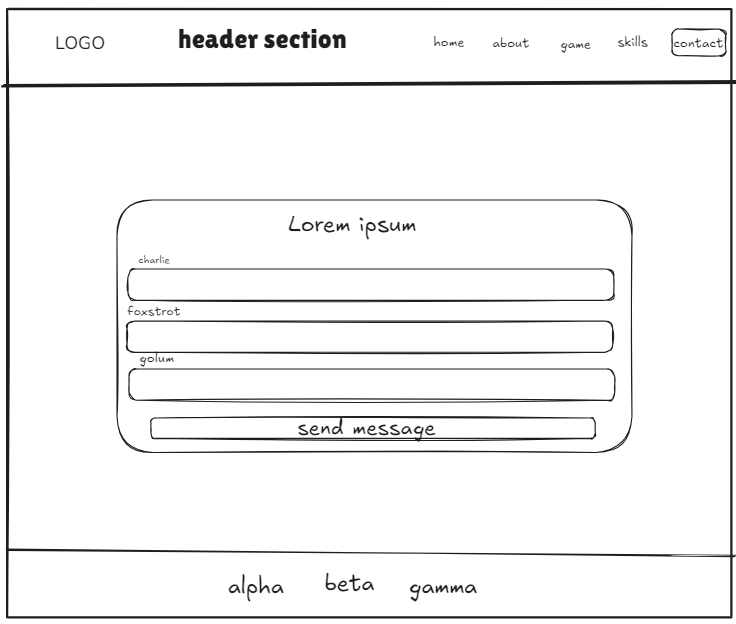 LOGO header section home about game skills contact
Lorem ipsum
charlie
foxstrot
golum
send message
alpha beta gamma